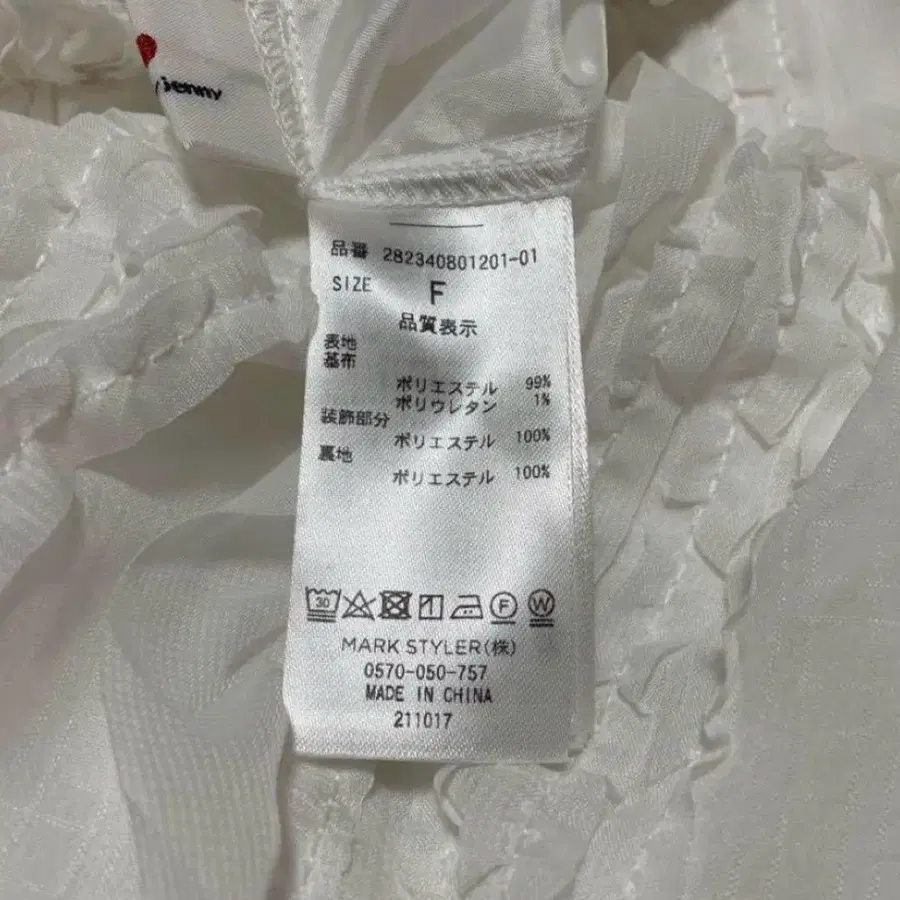 jenny
品番 282340801201-01
SIZE F
品質表示
表地
基布
ポリエステル 99%
ポリウレタン 1%
装飾部分
ポリエステル 100%
裏地
ポリエステル 100%
30 F W
MARK STYLER(株)
0570-050-757
MADE IN CHINA
211017